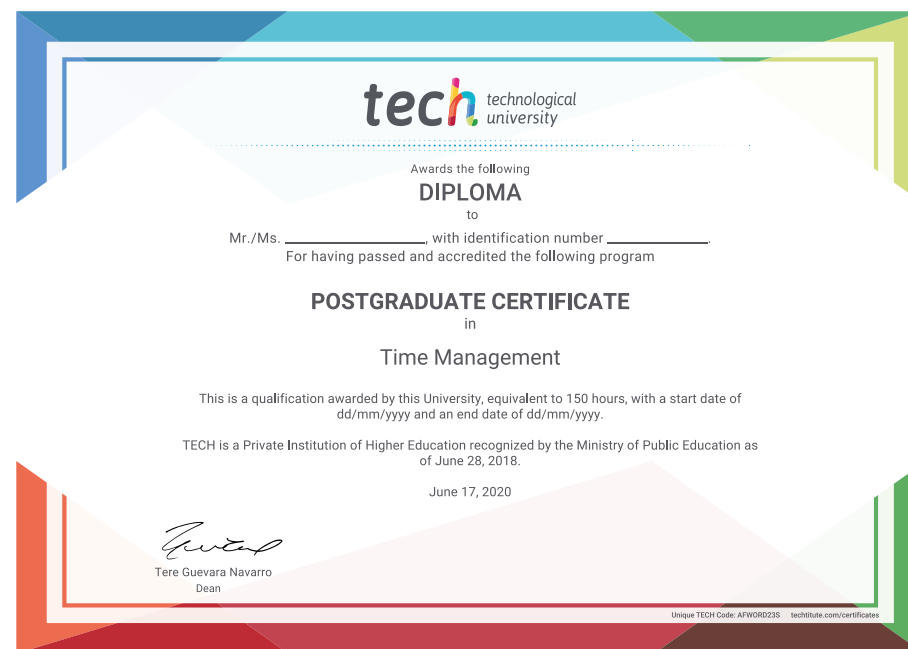 tech technological
university
Awards the following
DIPLOMA
to
Mr./Ms. ____________________, with identification number ______________.
For having passed and accredited the following program
POSTGRADUATE CERTIFICATE
in
Time Management
This is a qualification awarded by this University, equivalent to 150 hours, with a start date of
dd/mm/yyyy and an end date of dd/mm/yyyy.
TECH is a Private Institution of Higher Education recognized by the Ministry of Public Education as
of June 28, 2018.
June 17, 2020
Tere Guevara Navarro
Dean
Unique TECH Code: AFWORD23S techtitute.com/certificates